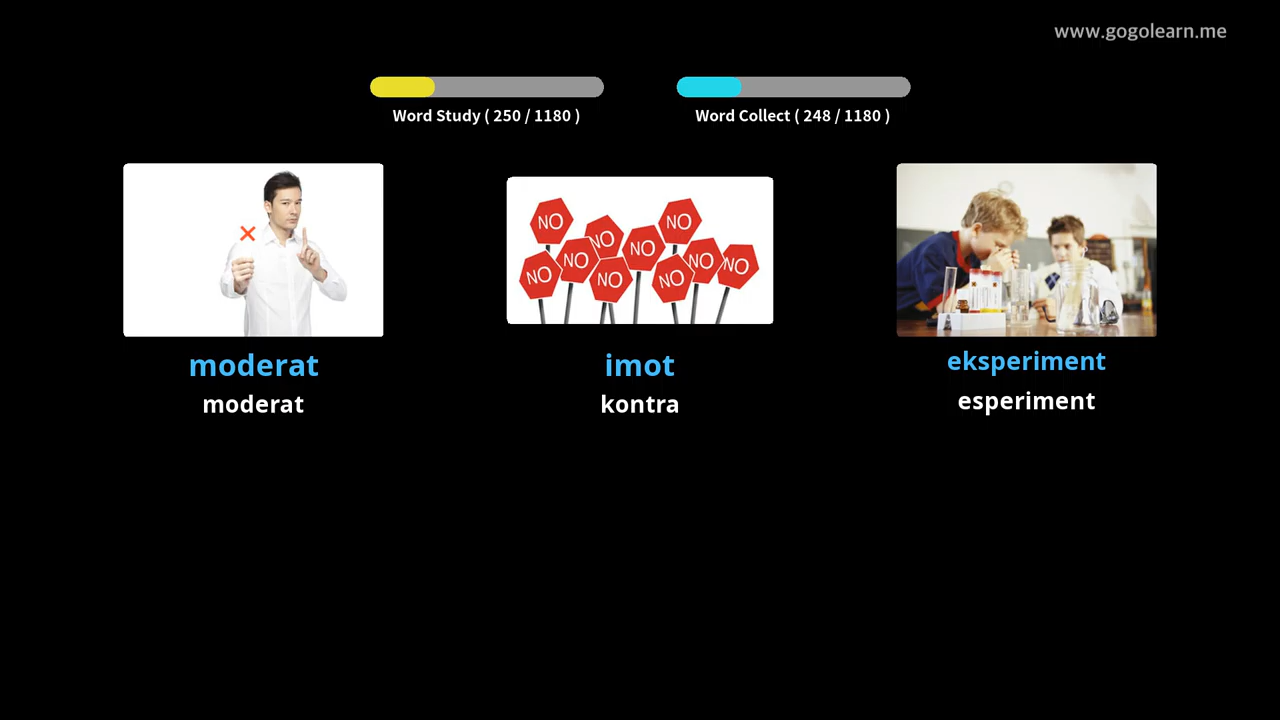 www.gogolearn.me
Word Study ( 250 / 1180 )
Word Collect ( 248 / 1180 )
NO
NO
NO
NO
NO
NO
NO
NO
NO
NO
moderat
imot
eksperiment
moderat
kontra
esperiment